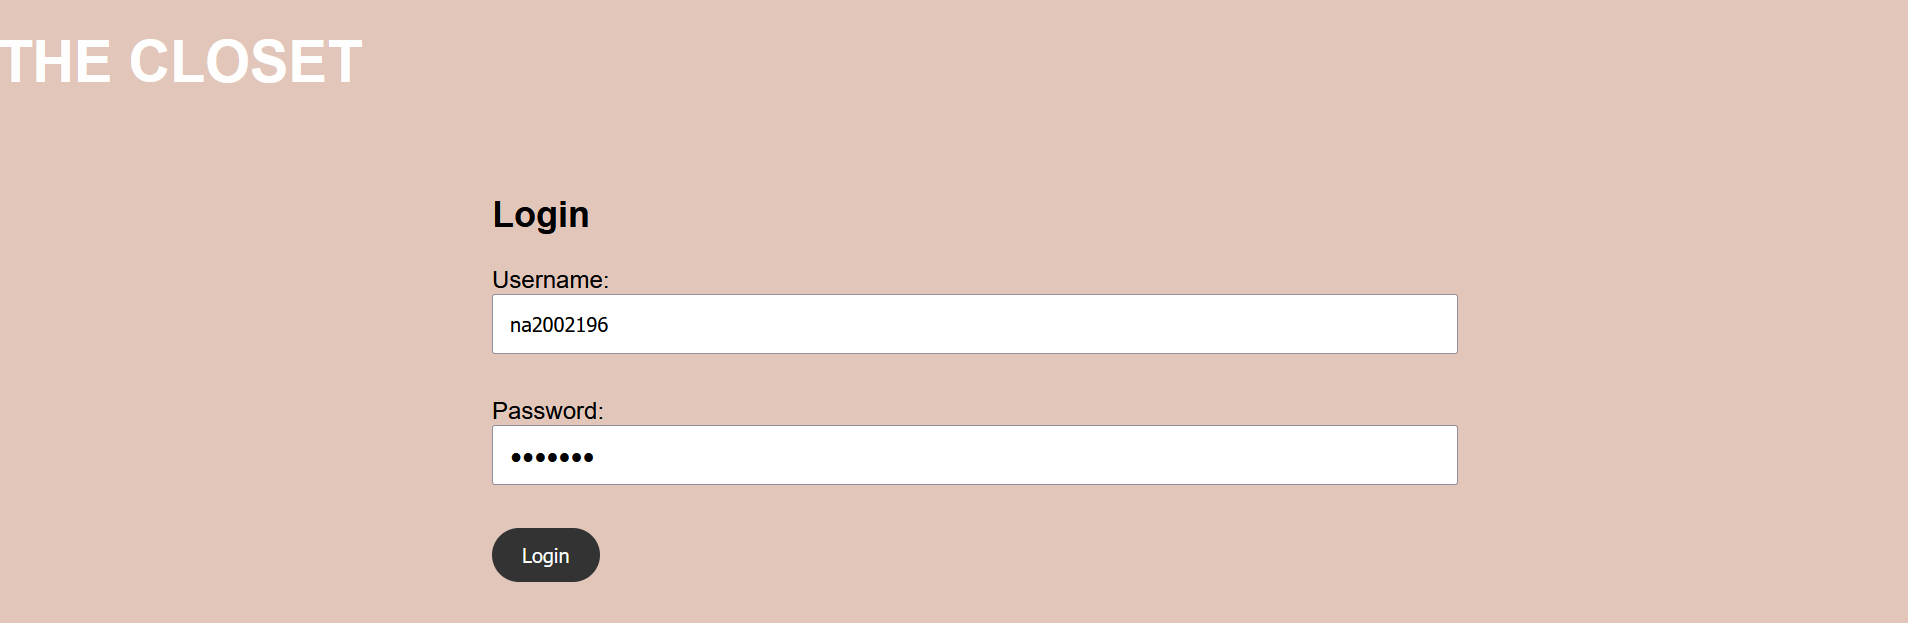 THE CLOSET
Login
Username:
na2002196
Password:
•••••••
Login